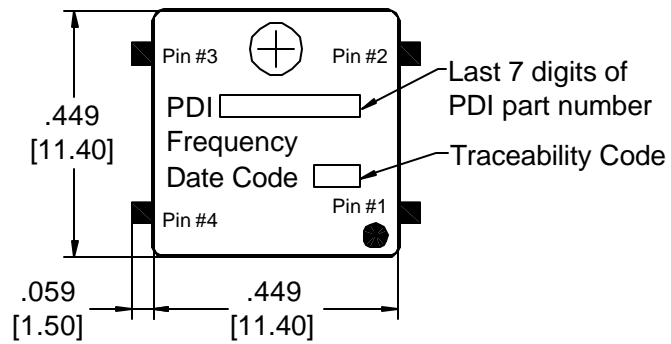 Pin #3
Pin #2
Last 7 digits of
PDI part number
PDI
.449
[11.40]
Frequency
Date Code
Traceability Code
Pin #4
Pin #1
.059
[1.50]
.449
[11.40]